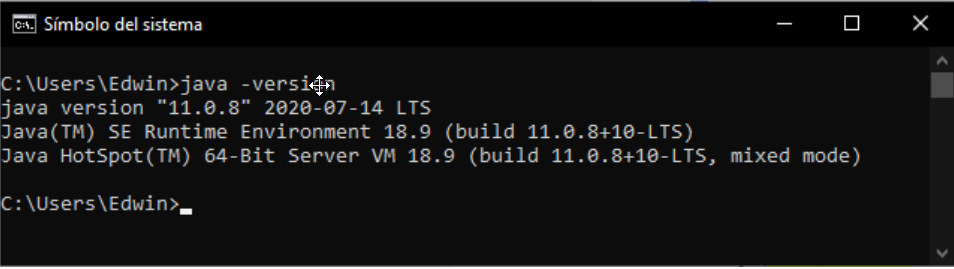 Símbolo del sistema
C:\Users\Edwin>java -version
java version "11.0.8" 2020-07-14 LTS
Java(TM) SE Runtime Environment 18.9 (build 11.0.8+10-LTS)
Java HotSpot(TM) 64-Bit Server VM 18.9 (build 11.0.8+10-LTS, mixed mode)
C:\Users\Edwin>